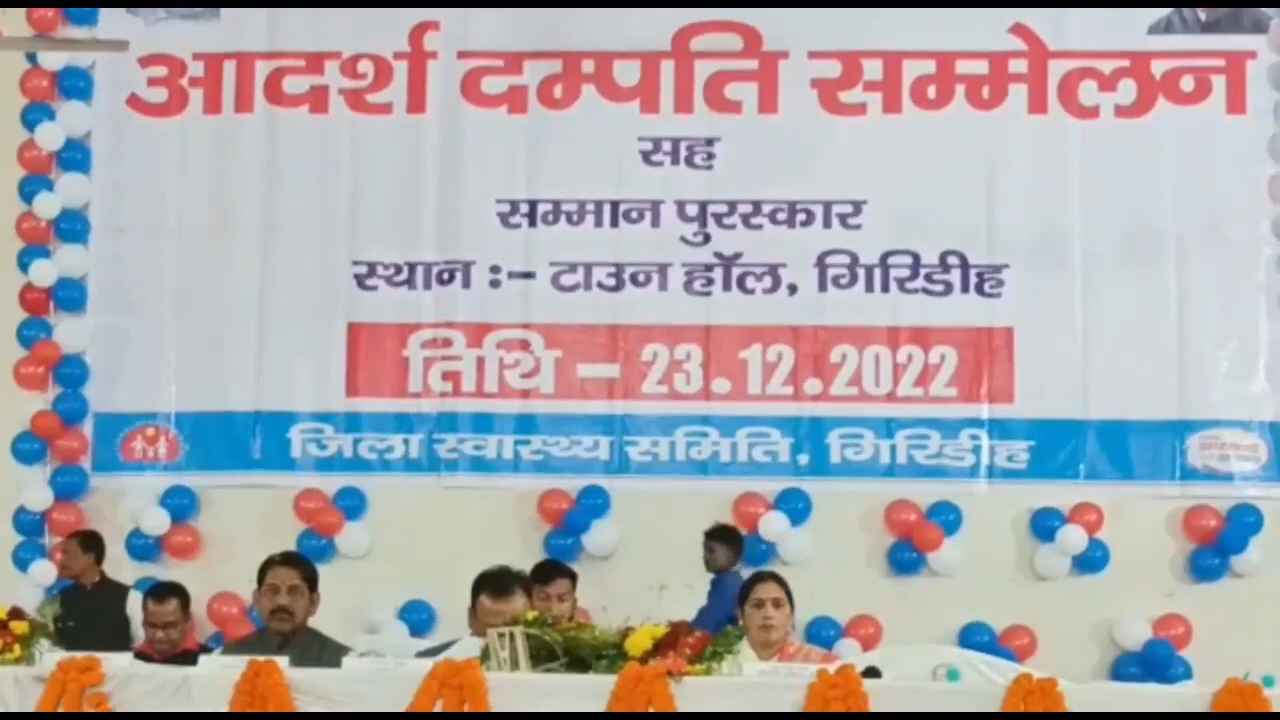 आदर्श दम्पति सम्मेलन
सह
सम्मान पुरस्कार
स्थान :- टाउन हॉल, गिरिडीह
तिथि - 23.12.2022
जिला स्वास्थ्य समिति, गिरिडीह